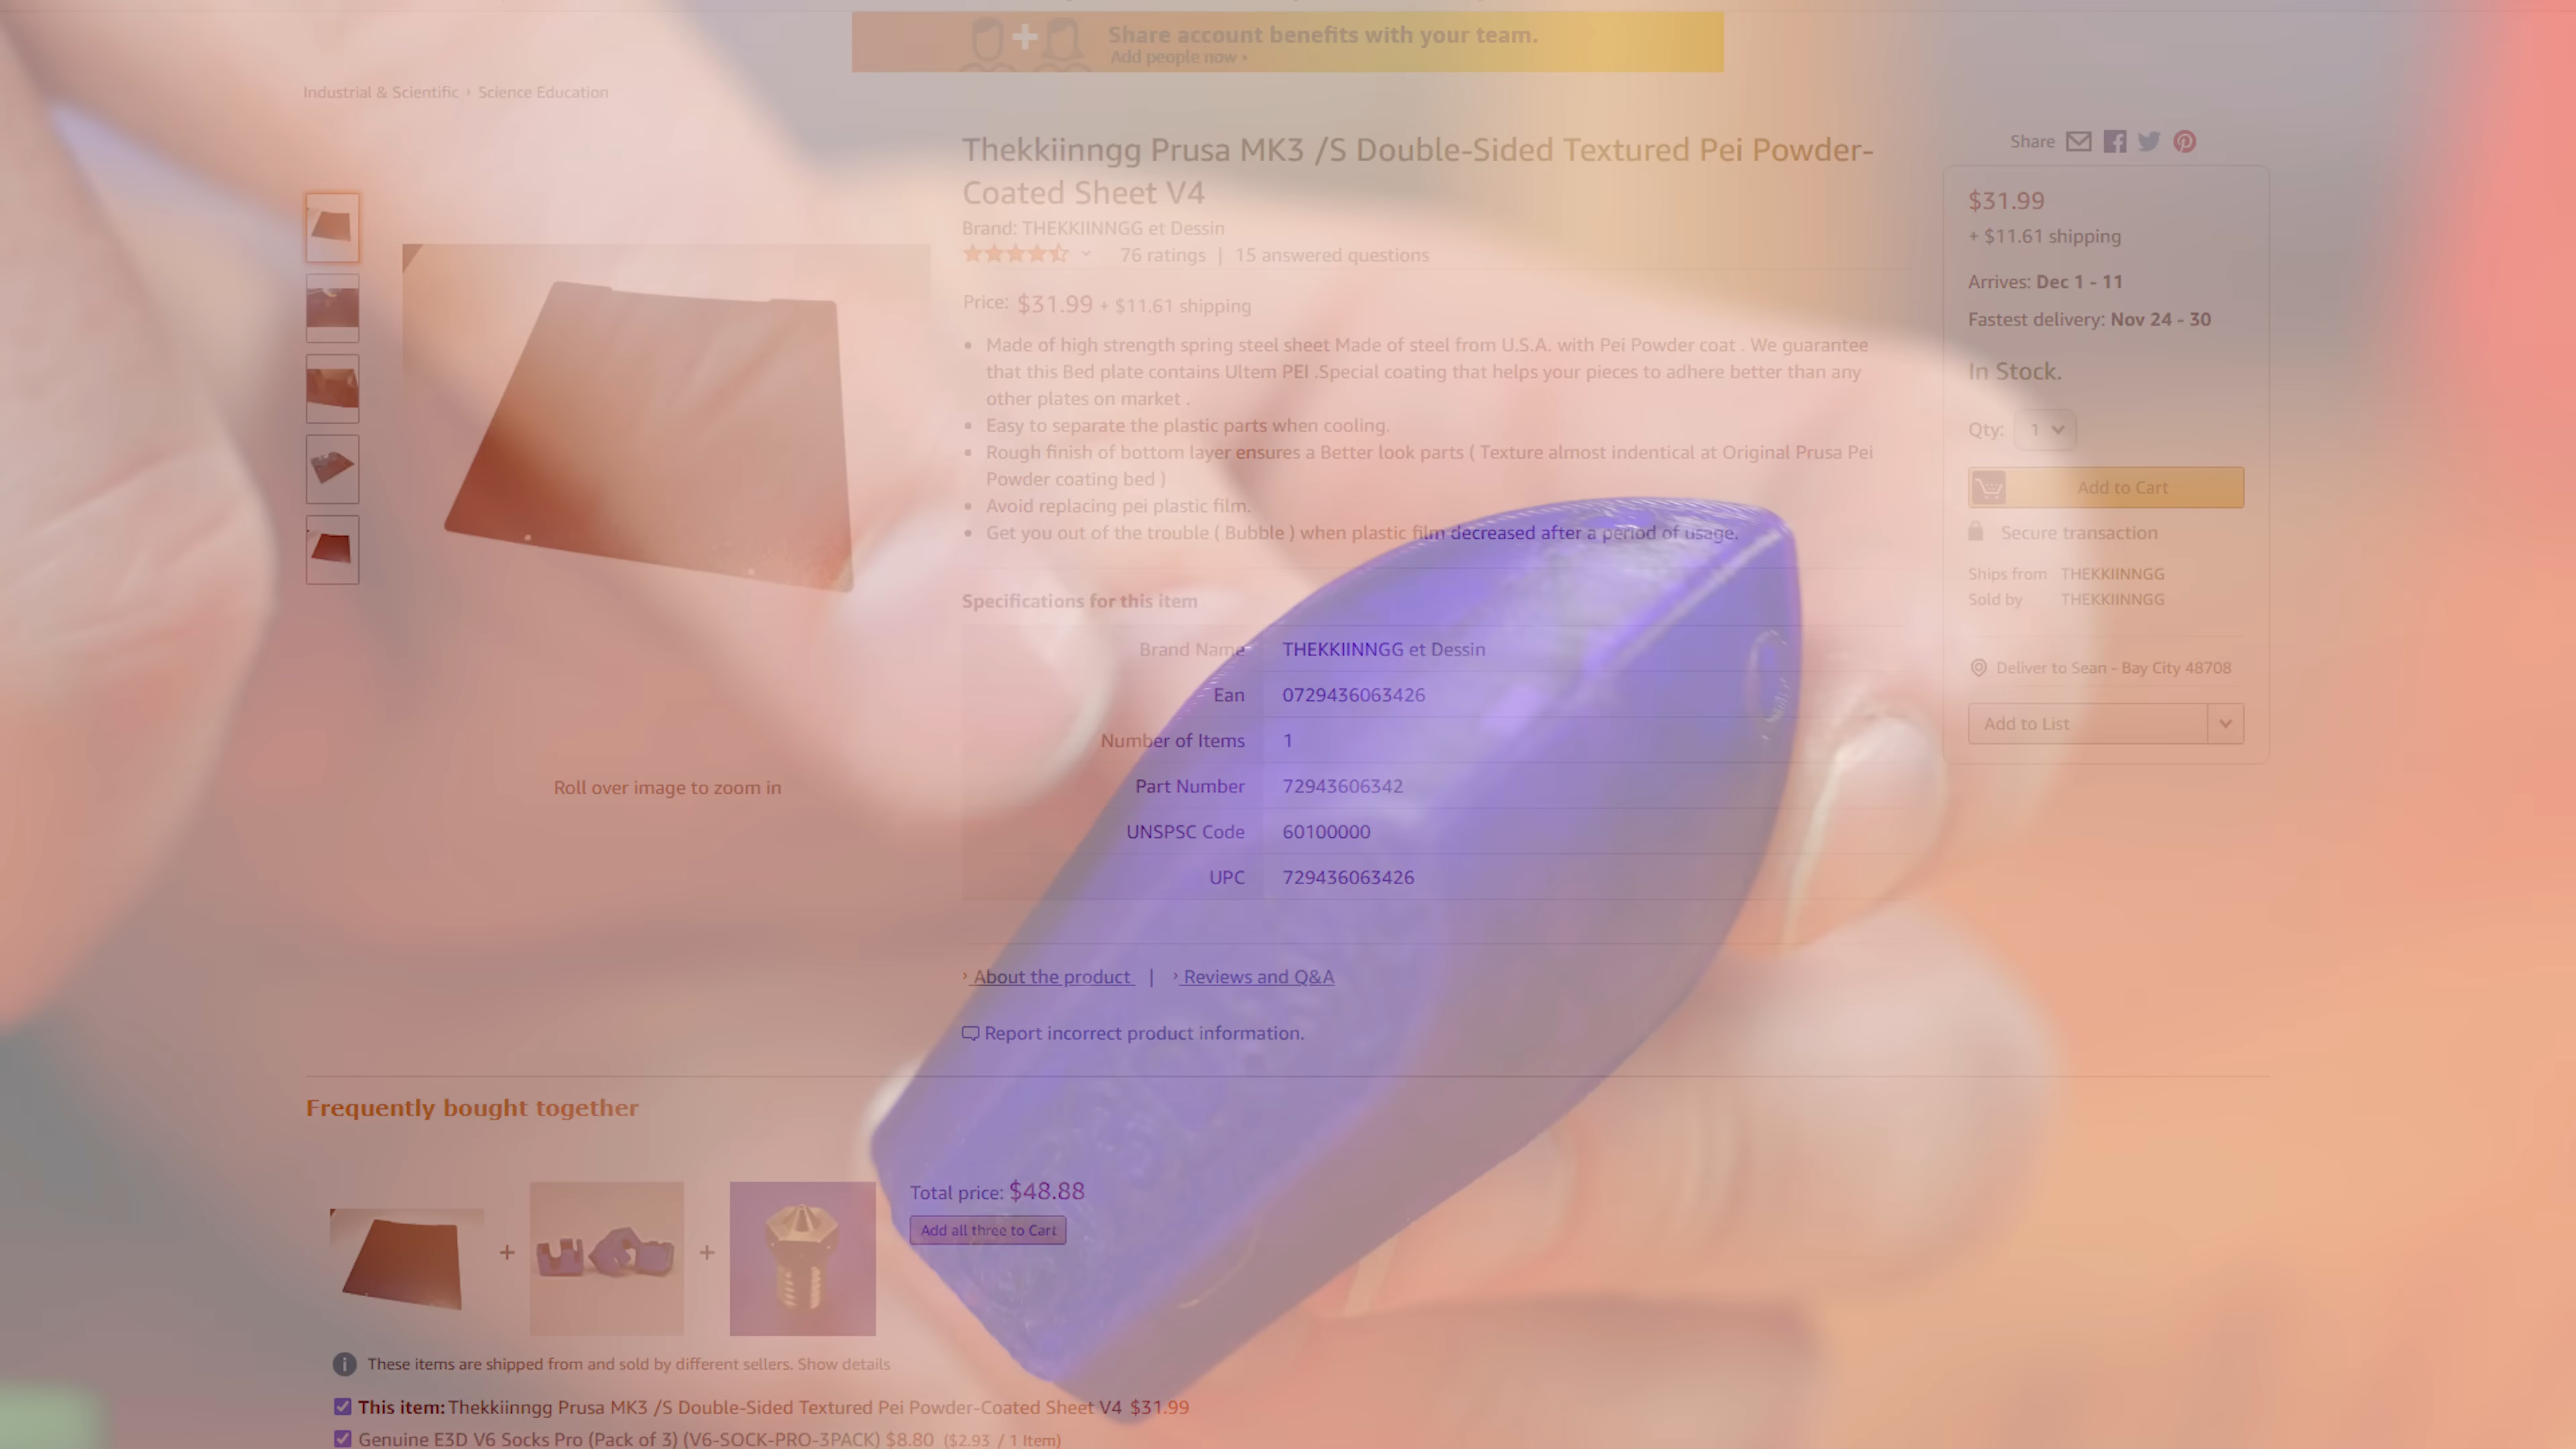 Share account benefits with your team.
Add people now ›
Industrial & Scientific › Science Education
Thekkiinngg Prusa MK3 /S Double-Sided Textured Pei Powder-
Coated Sheet V4
Brand: THEKKIINNGG et Dessin
76 ratings | 15 answered questions
Price: $31.99 + $11.61 shipping
Made of high strength spring steel sheet Made of steel from U.S.A. with Pei Powder coat . We guarantee
that this Bed plate contains Ultem PEI .Special coating that helps your pieces to adhere better than any
other plates on market .
Easy to separate the plastic parts when cooling.
Rough finish of bottom layer ensures a Better look parts ( Texture almost indentical at Original Prusa Pei
Powder coating bed )
Avoid replacing pei plastic film.
Get you out of the trouble ( Bubble ) when plastic film decreased after a period of usage.
Specifications for this item
Brand Name THEKKIINNGG et Dessin
Ean 0729436063426
Number of Items 1
Part Number 72943606342
UNSPSC Code 60100000
UPC 729436063426
› About the product | › Reviews and Q&A
Report incorrect product information.
Roll over image to zoom in
Share
$31.99
+ $11.61 shipping
Arrives: Dec 1 - 11
Fastest delivery: Nov 24 - 30
In Stock.
Qty: 1
Add to Cart
Secure transaction
Ships from THEKKIINNGG
Sold by THEKKIINNGG
Deliver to Sean - Bay City 48708
Add to List
Frequently bought together
Total price: $48.88
Add all three to Cart
These items are shipped from and sold by different sellers. Show details
This item: Thekkiinngg Prusa MK3 /S Double-Sided Textured Pei Powder-Coated Sheet V4 $31.99
Genuine E3D V6 Socks Pro (Pack of 3) (V6-SOCK-PRO-3PACK) $8.80 ($2.93 / 1 Item)